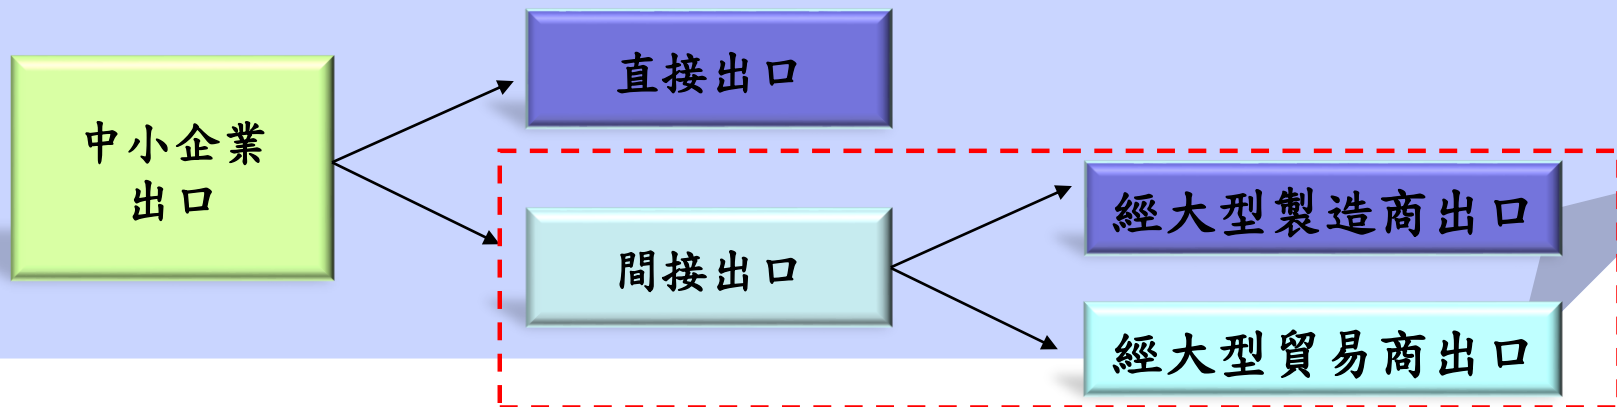 直接出口
中小企業
出口
經大型製造商出口
間接出口
經大型貿易商出口